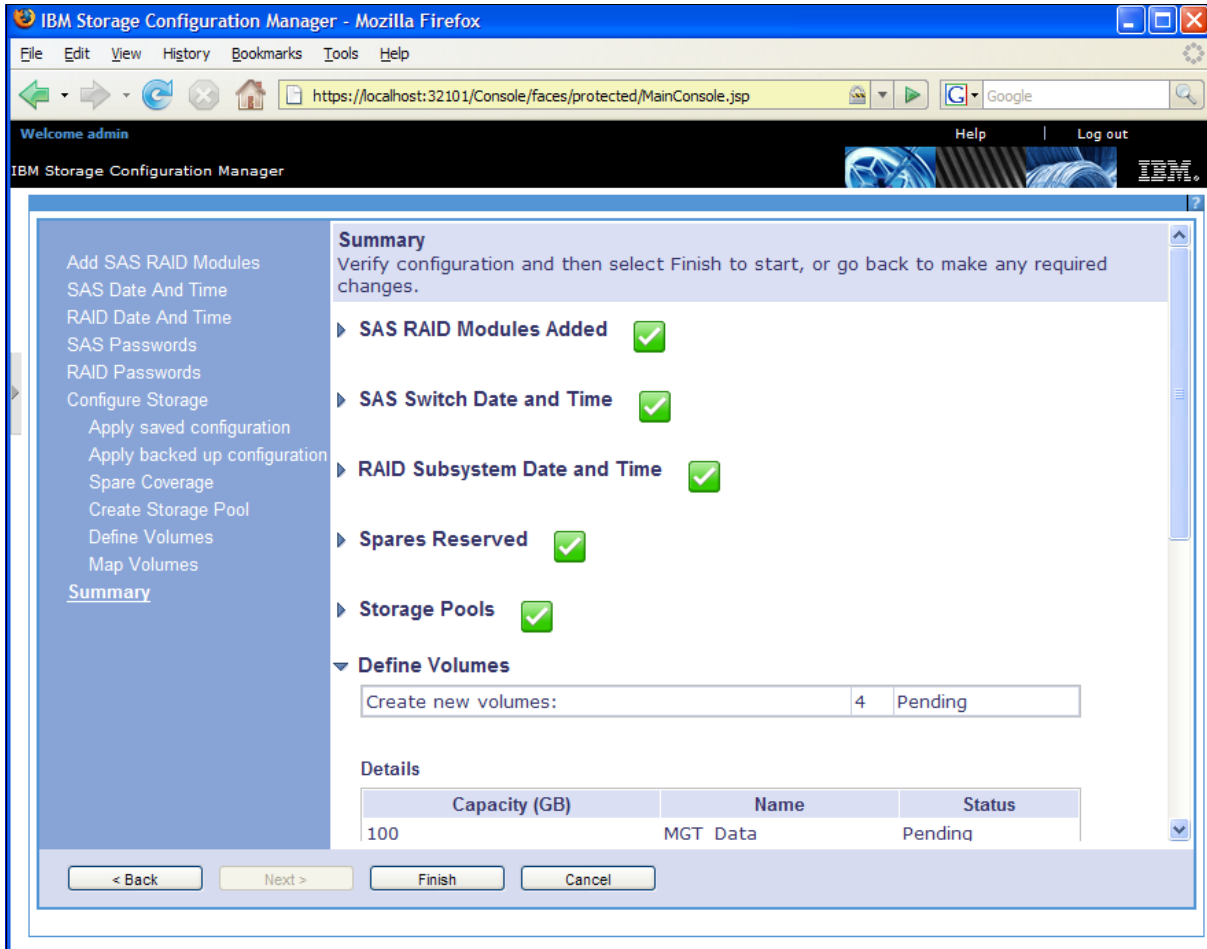 IBM Storage Configuration Manager - Mozilla Firefox
File Edit View History Bookmarks Tools Help
https://localhost:32101/Console/faces/protected/MainConsole.jsp
G Google
Welcome admin
Help | Log out
IBM Storage Configuration Manager
IBM.
?
Add SAS RAID Modules
SAS Date And Time
RAID Date And Time
SAS Passwords
RAID Passwords
Configure Storage
Apply saved configuration
Apply backed up configuration
Spare Coverage
Create Storage Pool
Define Volumes
Map Volumes
Summary
Summary
Verify configuration and then select Finish to start, or go back to make any required
changes.
SAS RAID Modules Added
SAS Switch Date and Time
RAID Subsystem Date and Time
Spares Reserved
Storage Pools
Define Volumes
Create new volumes: 4 Pending
Details
Capacity (GB) Name Status
100 MGT_Data Pending
< Back Next > Finish Cancel